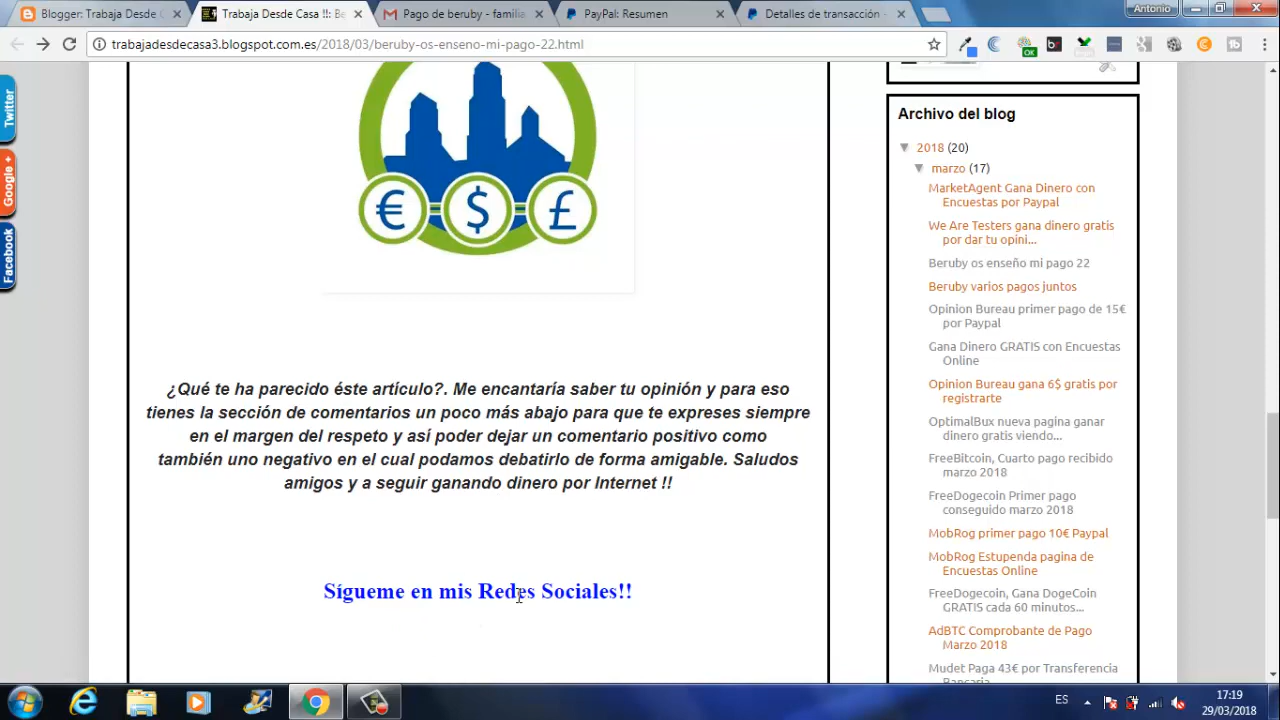 Blogger: Trabaja Desde C
Trabaja Desde Casa !!: Be
Pago de beruby - familia
PayPal: Resumen
Detalles de transacción -
Antonio
trabajadesdecasa3.blogspot.com.es/2018/03/beruby-os-enseno-mi-pago-22.html
OK
Twitter
Google +
Facebook
€ $ £
¿Qué te ha parecido éste artículo?. Me encantaría saber tu opinión y para eso
tienes la sección de comentarios un poco más abajo para que te expreses siempre
en el margen del respeto y así poder dejar un comentario positivo como
también uno negativo en el cual podamos debatirlo de forma amigable. Saludos
amigos y a seguir ganando dinero por Internet !!
Sígueme en mis Redes Sociales!!
Archivo del blog
▼ 2018 (20)
▼ marzo (17)
MarketAgent Gana Dinero con
Encuestas por Paypal
We Are Testers gana dinero gratis
por dar tu opini...
Beruby os enseño mi pago 22
Beruby varios pagos juntos
Opinion Bureau primer pago de 15€
por Paypal
Gana Dinero GRATIS con Encuestas
Online
Opinion Bureau gana 6$ gratis por
registrarte
OptimalBux nueva pagina ganar
dinero gratis viendo...
FreeBitcoin, Cuarto pago recibido
marzo 2018
FreeDogecoin Primer pago
conseguido marzo 2018
MobRog primer pago 10€ Paypal
MobRog Estupenda pagina de
Encuestas Online
FreeDogecoin, Gana DogeCoin
GRATIS cada 60 minutos...
AdBTC Comprobante de Pago
Marzo 2018
Mudet Paga 43€ por Transferencia
Bancaria
ES
17:19
29/03/2018